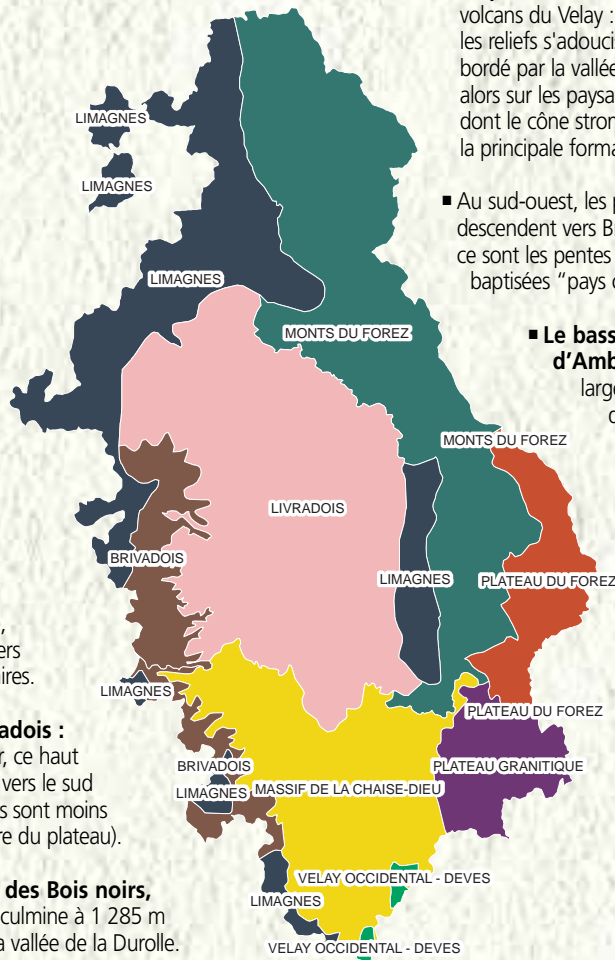 volcans du Velay :
les reliefs s'adoucis
bordé par la vallée
alors sur les paysa
dont le cône stron
la principale forma
■ Au sud-ouest, les p
descendent vers B
ce sont les pentes
baptisées “pays c
■ Le bass
d’Amb
large
LIMAGNES
LIMAGNES
LIMAGNES
MONTS DU FOREZ
MONTS DU FOREZ
LIVRADOIS
BRIVADOIS
LIMAGNES
PLATEAU DU FOREZ
LIMAGNES
PLATEAU DU FOREZ
BRIVADOIS
PLATEAU GRANITIQUE
LIMAGNES
MASSIF DE LA CHAISE-DIEU
VELAY OCCIDENTAL - DEVES
LIMAGNES
VELAY OCCIDENTAL - DEVES
ers
aires.
adois :
r, ce haut
vers le sud
s sont moins
re du plateau).
des Bois noirs,
culmine à 1 285 m
a vallée de la Durolle.